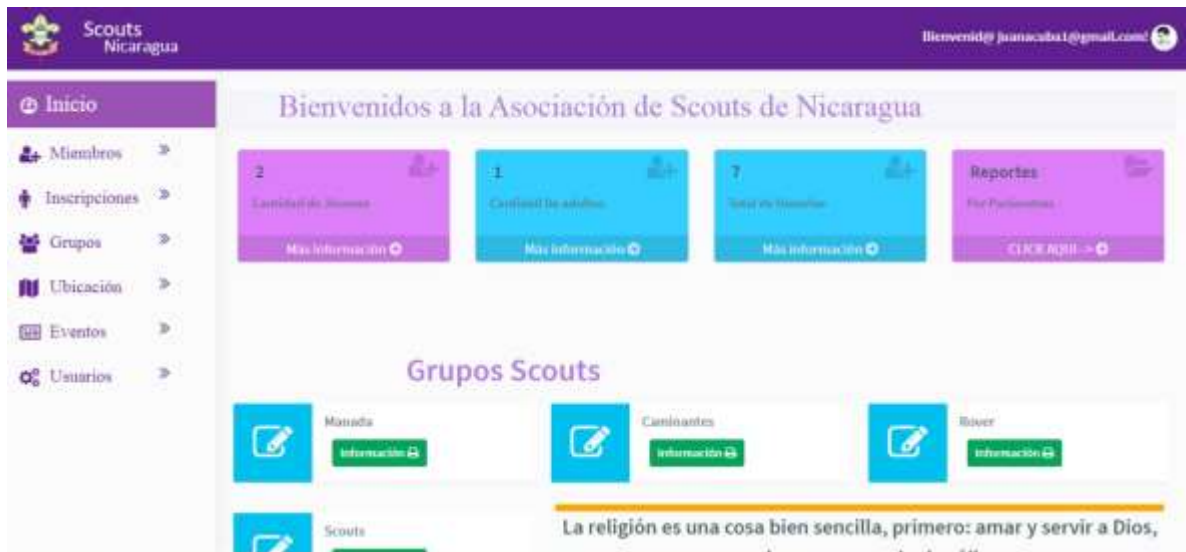 Scouts
Nicaragua
Bienvenid@ juanacuba1@gmail.com!
Inicio
Bienvenidos a la Asociación de Scouts de Nicaragua
Miembros
Inscripciones
Grupos
Ubicación
Eventos
Usuarios
2
Cantidad de Jóvenes
Más información
1
Cantidad De adultos
Más información
7
Total de
Más información
Reportes
Por Parámetros
CLICK AQUI ->
Grupos Scouts
Manada
Información
Caminantes
Información
Rover
Información
Scouts
La religión es una cosa bien sencilla, primero: amar y servir a Dios,